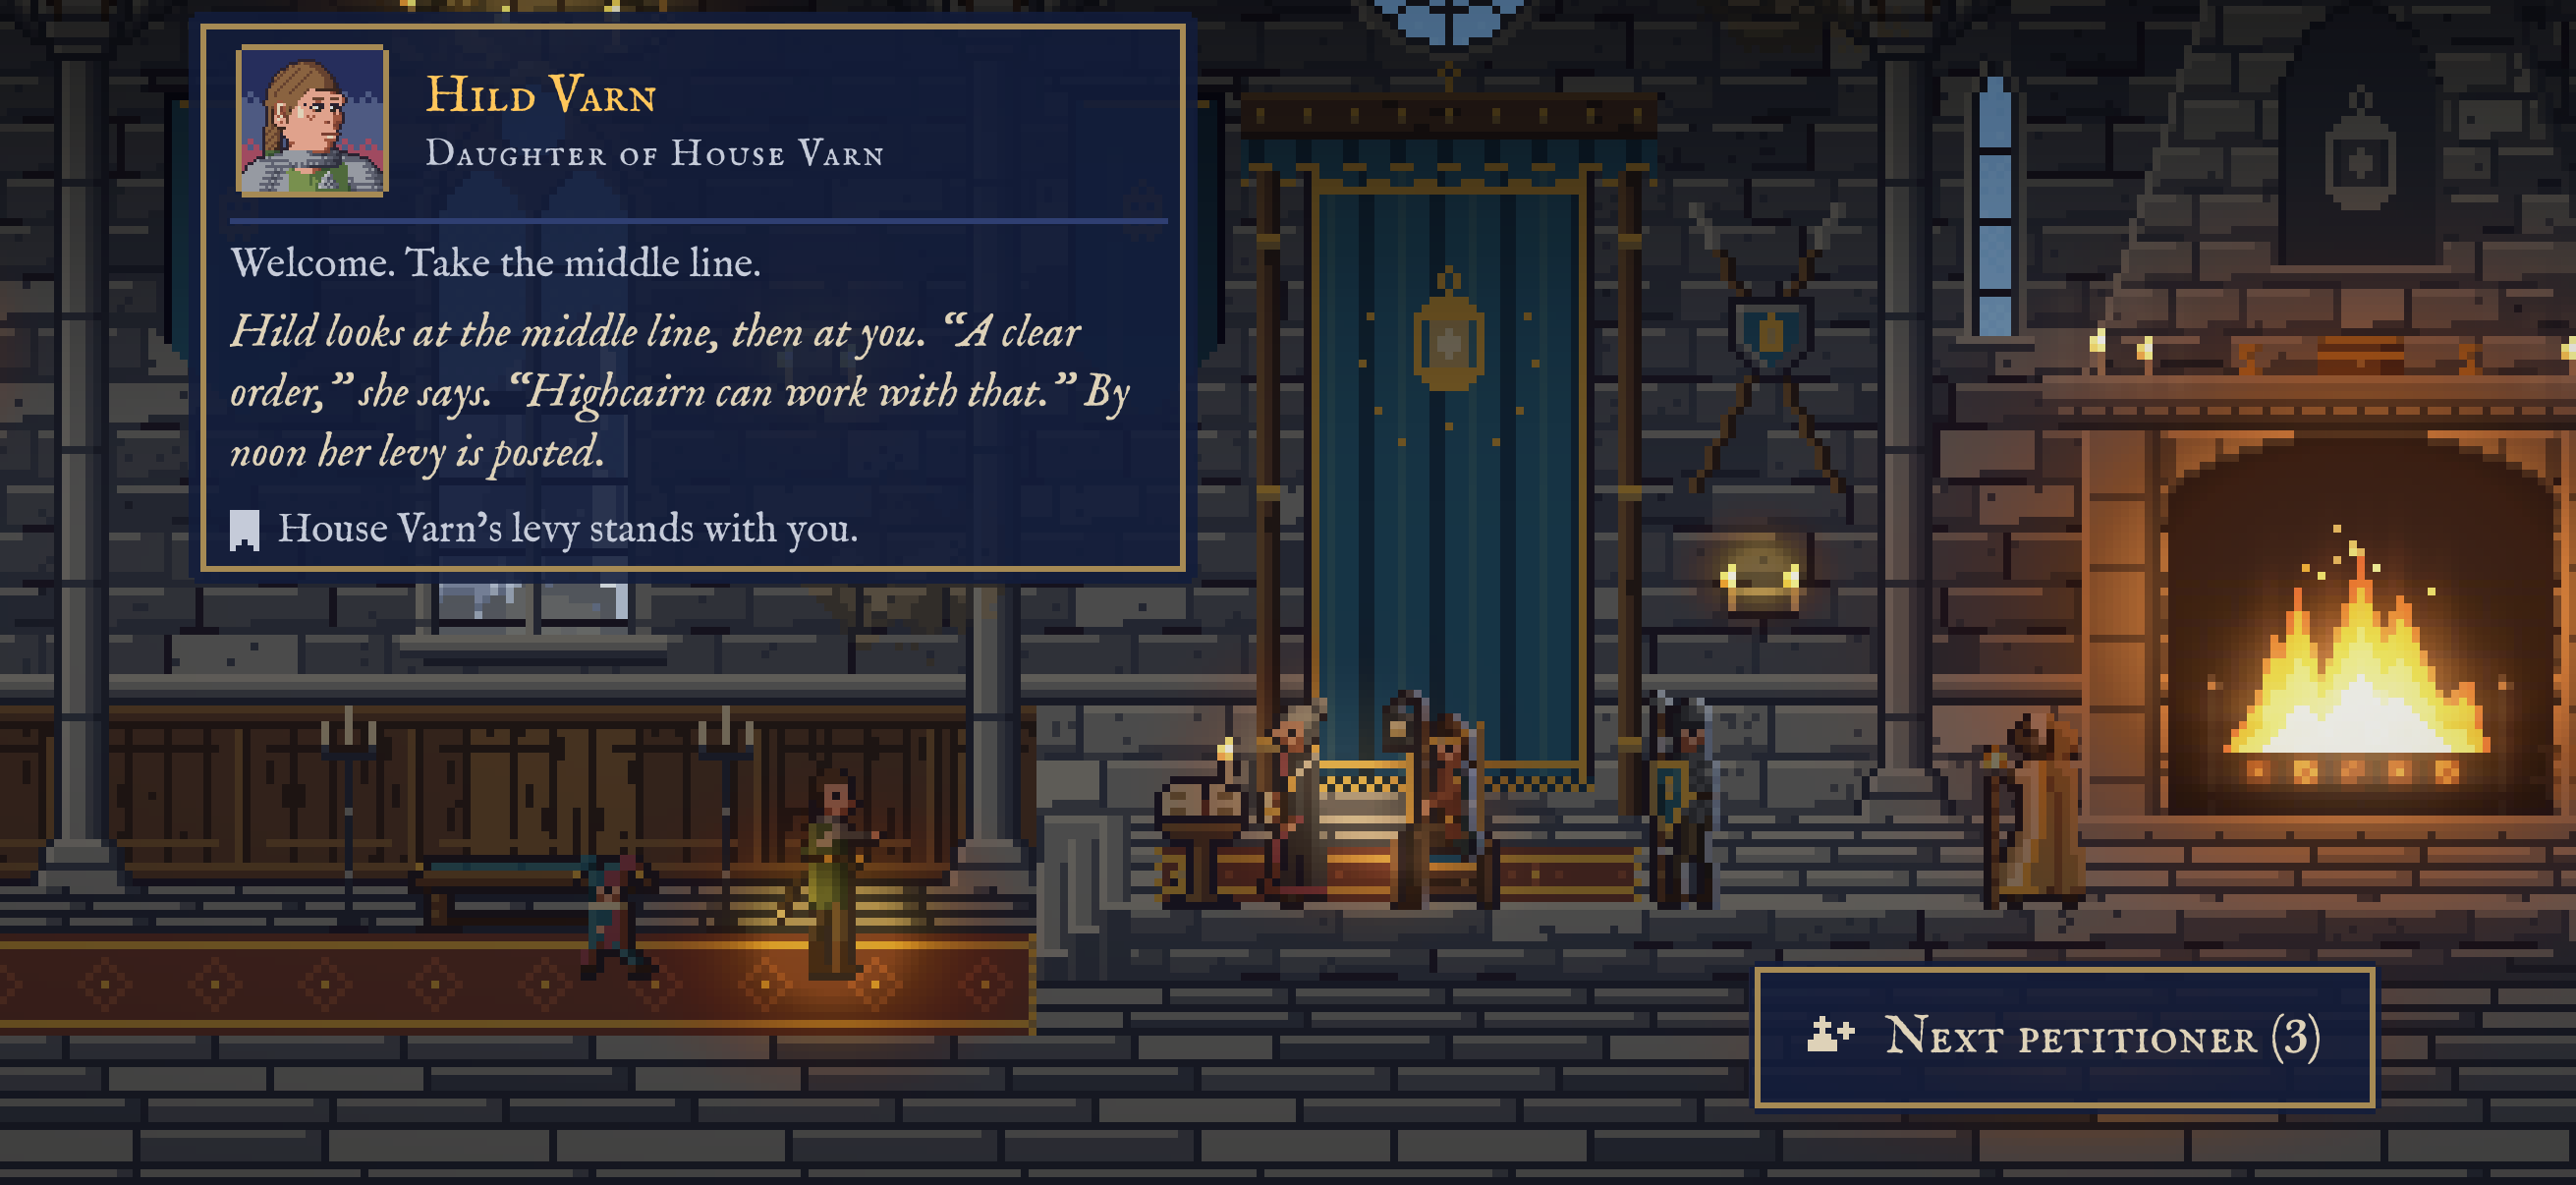 Hild Varn
Daughter of House Varn
Welcome. Take the middle line.
Hild looks at the middle line, then at you. “A clear
order,” she says. “Highcairn can work with that.” By
noon her levy is posted.
House Varn’s levy stands with you.
Next petitioner (3)